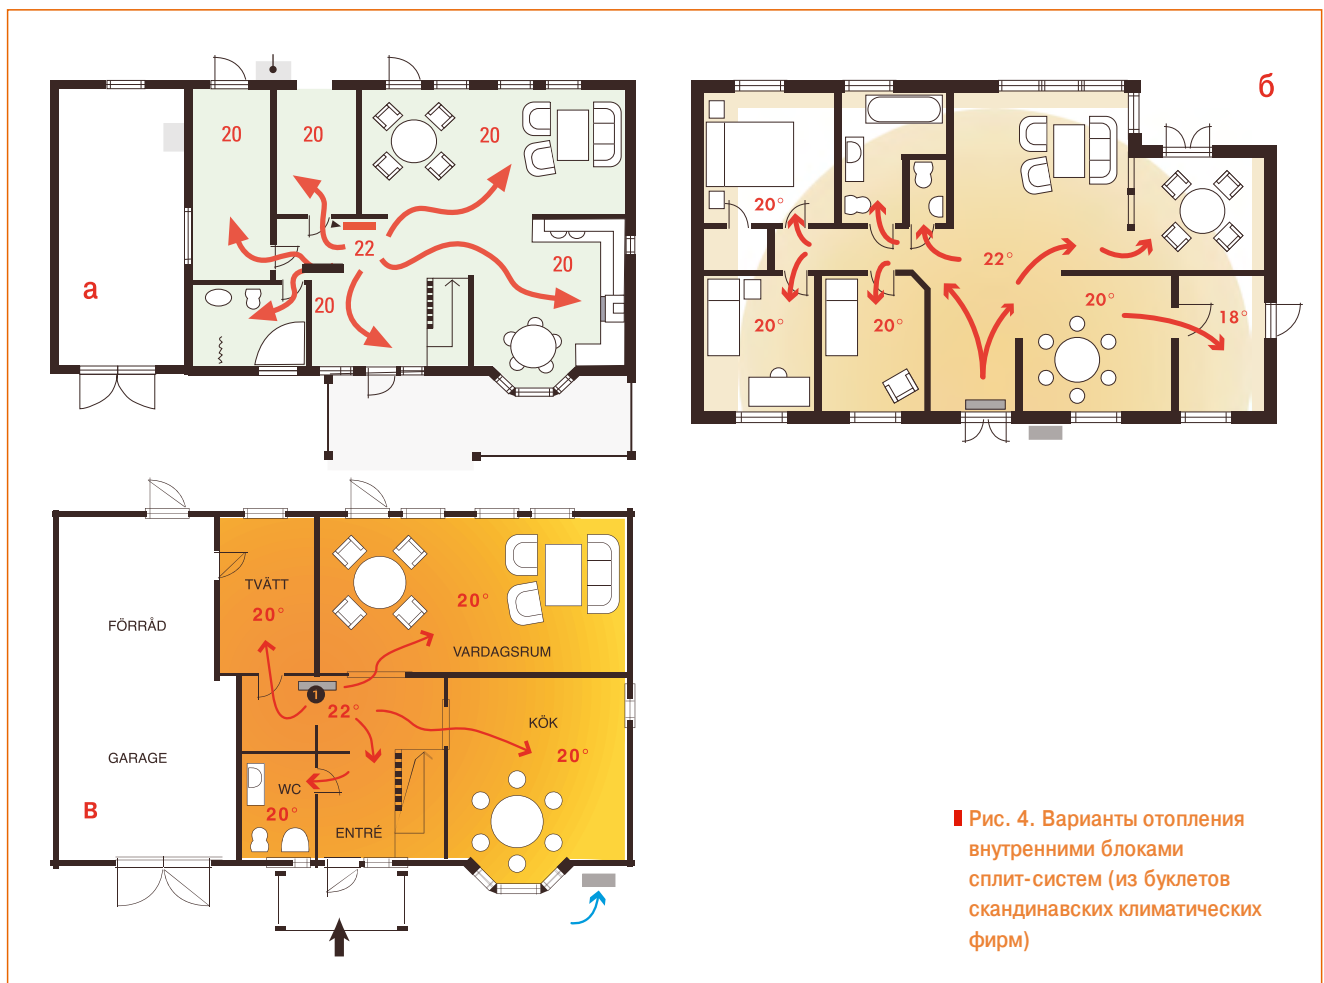 а
20
20
20
22
20
20
б
20°
22°
20°
20°
20°
18°
в
FÖRRÅD
GARAGE
TVÄTT
20°
20°
VARDAGSRUM
1
22°
KÖK
20°
WC
20°
ENTRÉ
Рис. 4. Варианты отопления
внутренними блоками
сплит-систем (из буклетов
скандинавских климатических
фирм)